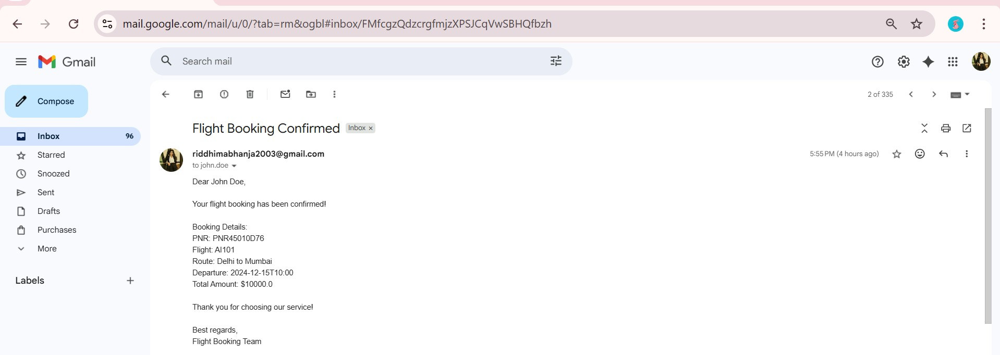 mail.google.com/mail/u/0/?tab=rm&ogbl#inbox/FMfcgzQdzcrgfmjzXPSJCqVwSBHQfbzh
Gmail
Search mail
Compose
2 of 335
Flight Booking Confirmed
Inbox ×
Inbox 96
Starred
Snoozed
Sent
Drafts
Purchases
More
Labels
riddhimabhanja2003@gmail.com
5:55 PM (4 hours ago)
to john.doe
Dear John Doe,
Your flight booking has been confirmed!
Booking Details:
PNR: PNR45010D76
Flight: AI101
Route: Delhi to Mumbai
Departure: 2024-12-15T10:00
Total Amount: $10000.0
Thank you for choosing our service!
Best regards,
Flight Booking Team